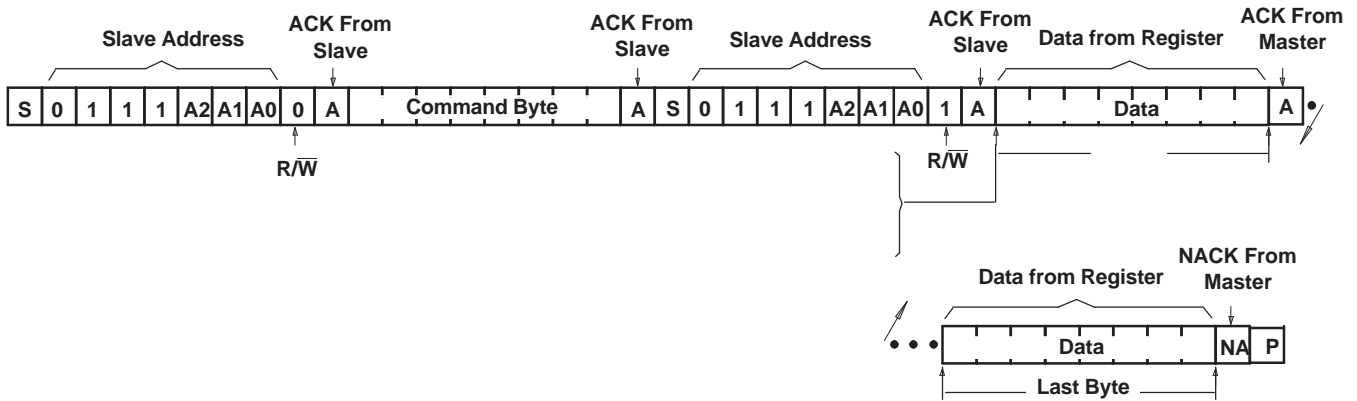 ACK From Slave
ACK From Slave
ACK From Slave
ACK From Master
Slave Address
Slave Address
Data from Register
S 0 1 1 1 A2 A1 A0 0 A Command Byte A S 0 1 1 1 A2 A1 A0 1 A Data A
R/W̅
R/W̅
Data from Register
NACK From Master
Data NA P
Last Byte